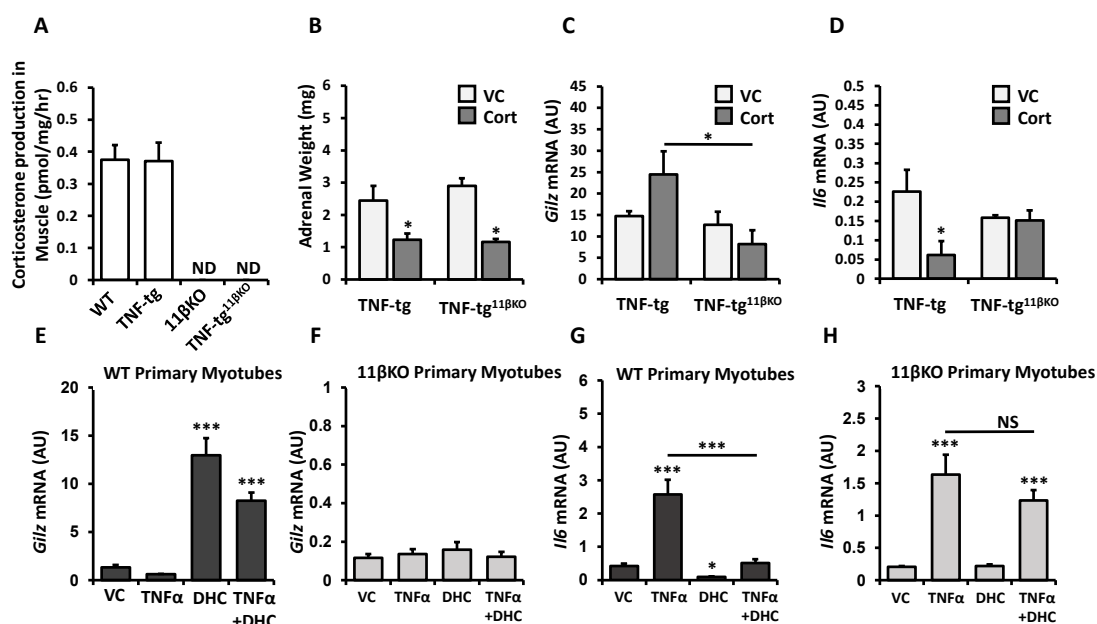 A
Corticosterone production in
Muscle (pmol/mg/hr)
0.6
0.5
0.4
0.3
0.2
0.1
0
ND
ND
WT
TNF-tg
11βKO
TNF-tg11βKO
B
Adrenal Weight (mg)
6
5
4
3
2
1
0
VC
Cort
*
*
TNF-tg
TNF-tg11βKO
C
Gilz mRNA (AU)
45
40
35
30
25
20
15
10
5
0
VC
Cort
*
TNF-tg
TNF-tg11βKO
D
Il6 mRNA (AU)
0.5
0.45
0.4
0.35
0.3
0.25
0.2
0.15
0.1
0.05
0
VC
Cort
*
TNF-tg
TNF-tg11βKO
E
WT Primary Myotubes
Gilz mRNA (AU)
20
15
10
5
0
***
***
VC
TNFα
DHC
TNFα
+DHC
F
11βKO Primary Myotubes
Gilz mRNA (AU)
1
0.8
0.6
0.4
0.2
0
VC
TNFα
DHC
TNFα
+DHC
G
WT Primary Myotubes
Il6 mRNA (AU)
6
5
4
3
2
1
0
***
***
*
VC
TNFα
DHC
TNFα
+DHC
H
11βKO Primary Myotubes
Il6 mRNA (AU)
3
2.5
2
1.5
1
0.5
0
NS
***
***
VC
TNFα
DHC
TNFα
+DHC